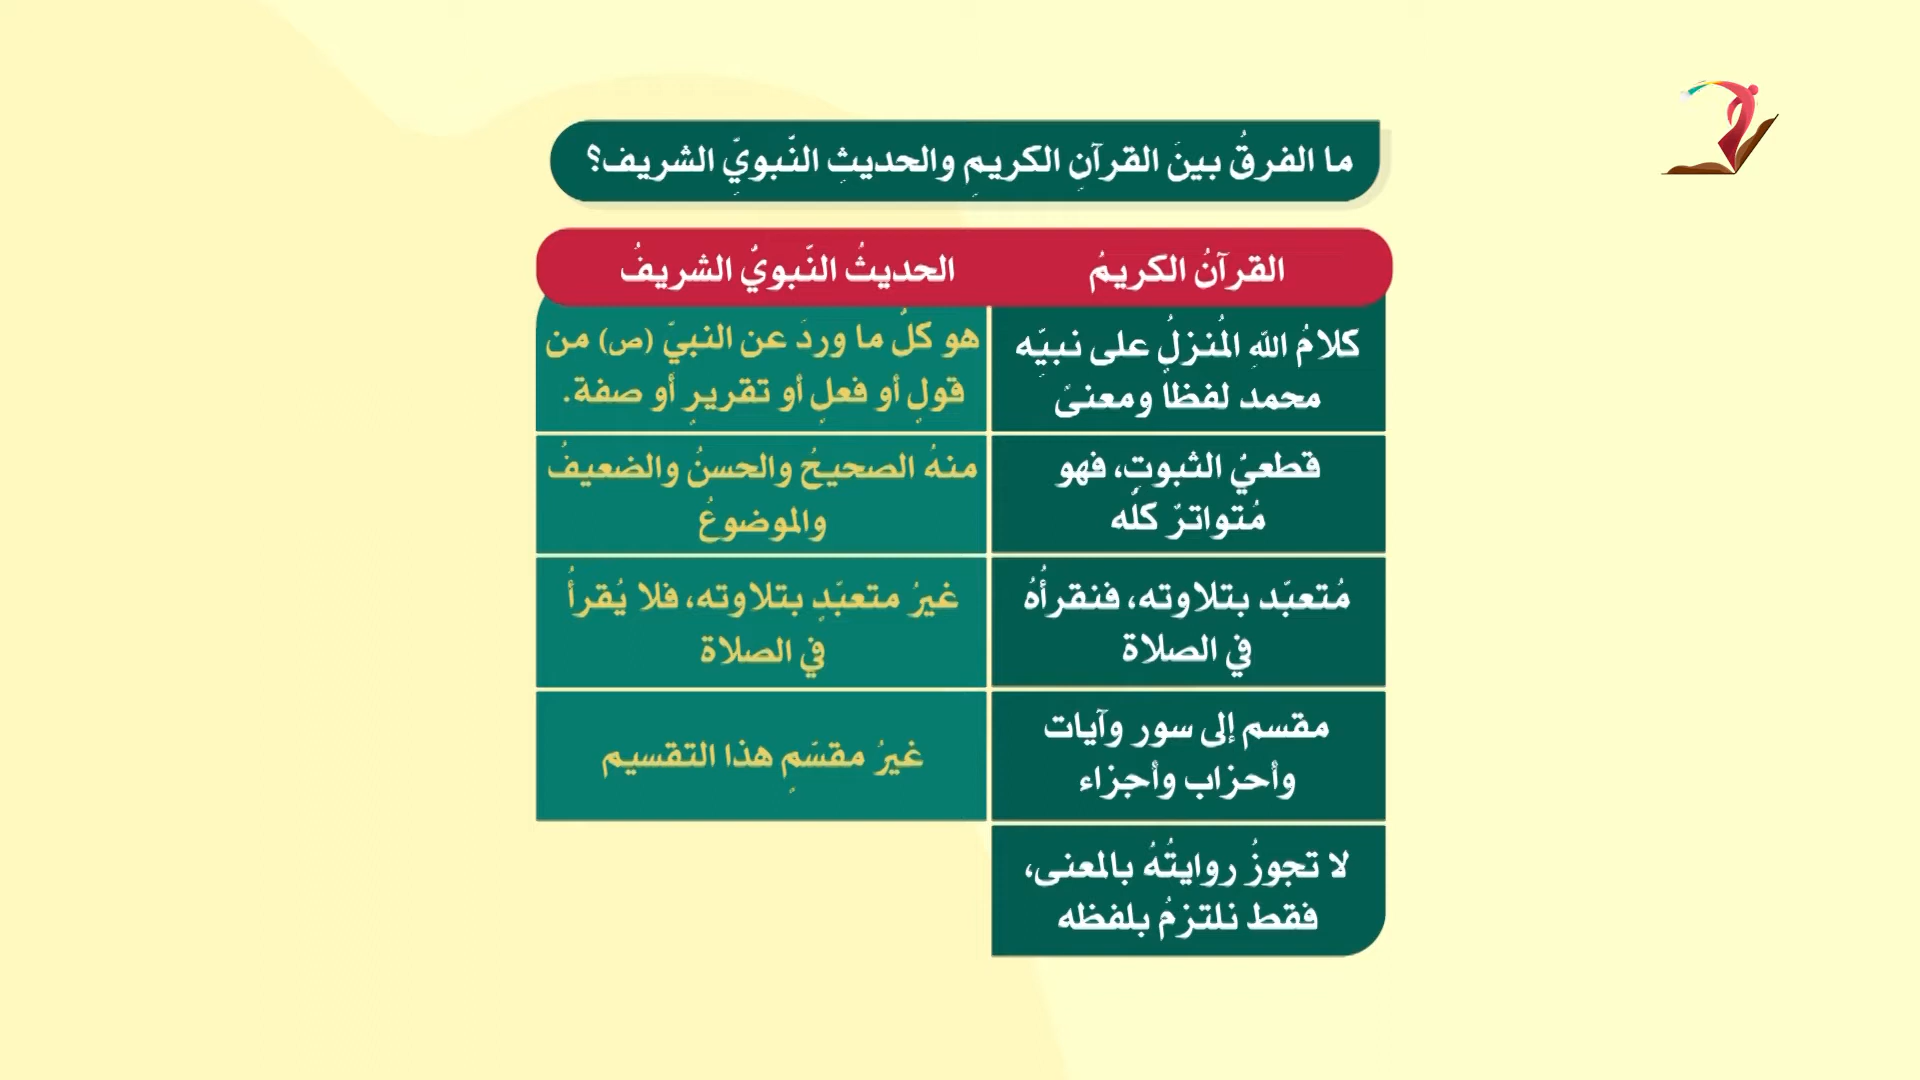 ما الفرقُ بينَ القرآنِ الكريمِ والحديثِ النّبويِّ الشريف؟
القرآنُ الكريمُ
الحديثُ النّبويُّ الشريفُ
كلامُ اللهِ المُنزلُ على نبيِّه
محمد لفظاً ومعنىً
هو كلُّ ما وردَ عن النبيّ (ص) من
قولٍ أو فعلٍ أو تقريرٍ أو صفة.
قطعيُّ الثبوتِ، فهو
مُتواترٌ كلُّه
منهُ الصحيحُ والحسنُ والضعيفُ
والموضوعُ
مُتعبّد بتلاوته، فنقرأُهُ
في الصلاة
غيرُ متعبّدٍ بتلاوته، فلا يُقرأُ
في الصلاة
مقسم إلى سور وآيات
وأحزاب وأجزاء
غيرُ مقسّمٍ هذا التقسيم
لا تجوزُ روايتُهُ بالمعنى،
فقط نلتزمُ بلفظه